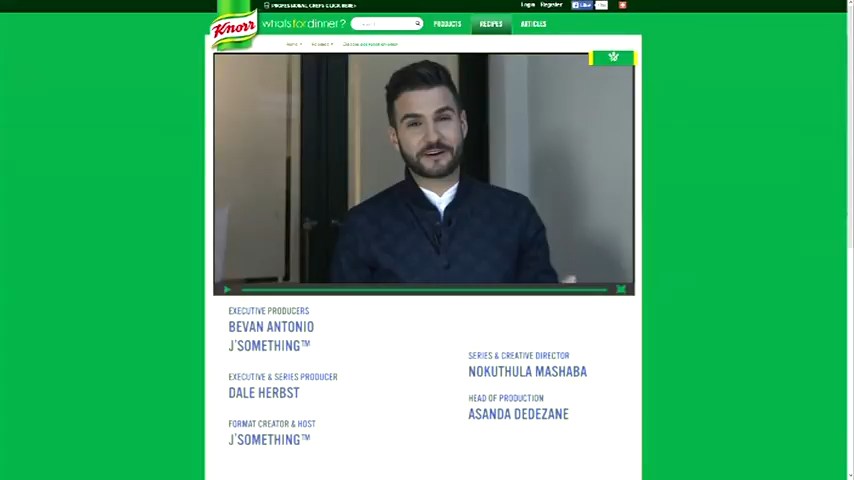 PROFESSIONAL CHEFS CLICK HERE>
Login Register
Like
Knorr
whatsfordinner?
PRODUCTS
RECIPES
ARTICLES
EXECUTIVE PRODUCERS
BEVAN ANTONIO
J'SOMETHING™
EXECUTIVE & SERIES PRODUCER
DALE HERBST
FORMAT CREATOR & HOST
J'SOMETHING™
SERIES & CREATIVE DIRECTOR
NOKUTHULA MASHABA
HEAD OF PRODUCTION
ASANDA DEDEZANE